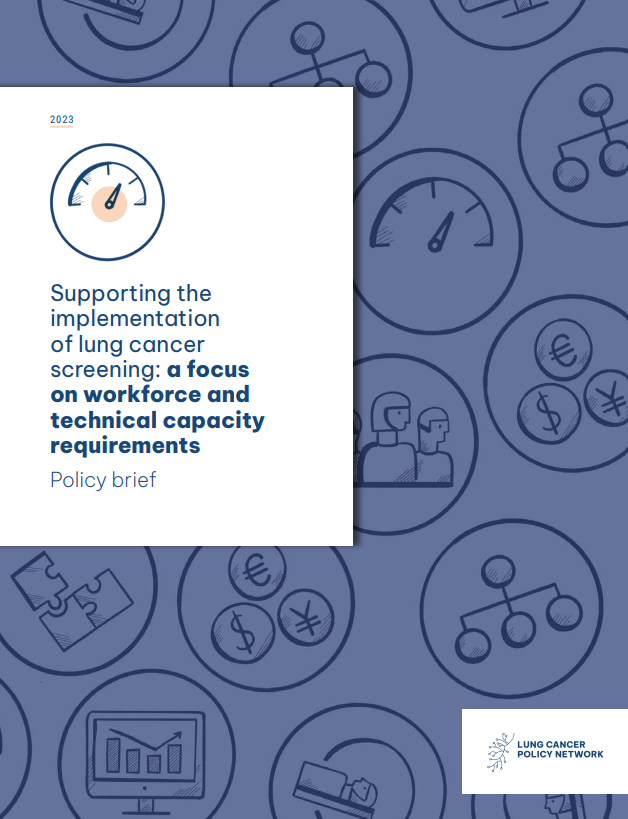 2023
Supporting the
implementation
of lung cancer
screening: a focus
on workforce and
technical capacity
requirements
Policy brief
€
$
¥
€
$
¥
LUNG CANCER
POLICY NETWORK